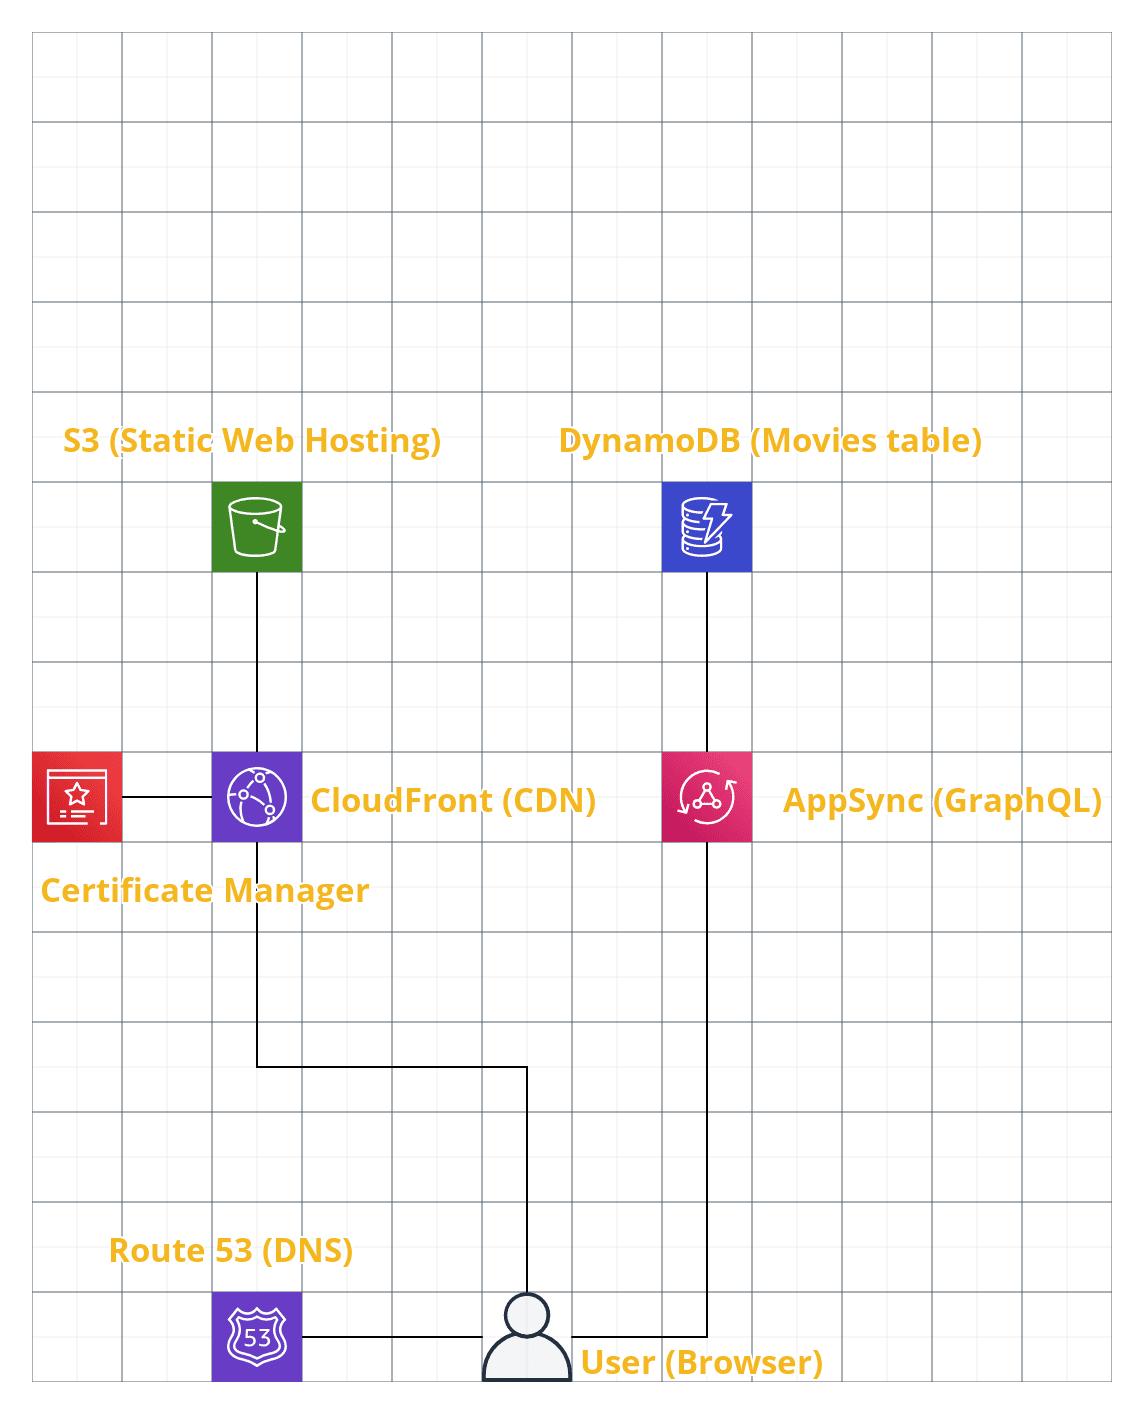 S3 (Static Web Hosting)
DynamoDB (Movies table)
CloudFront (CDN)
AppSync (GraphQL)
Certificate Manager
Route 53 (DNS)
53
User (Browser)